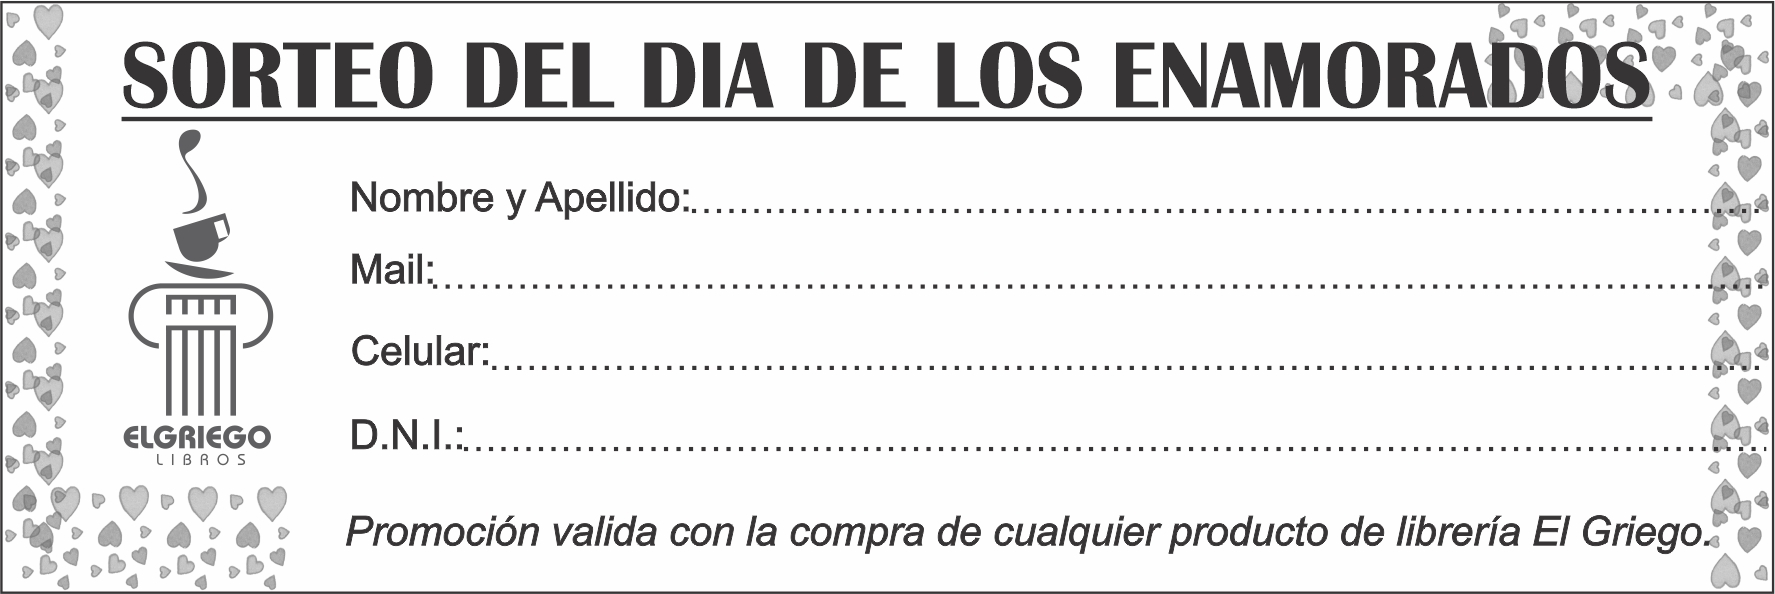 SORTEO DEL DIA DE LOS ENAMORADOS
Nombre y Apellido:
Mail:
Celular:
D.N.I.:
ELGRIEGO
LIBROS
Promoción valida con la compra de cualquier producto de librería El Griego.